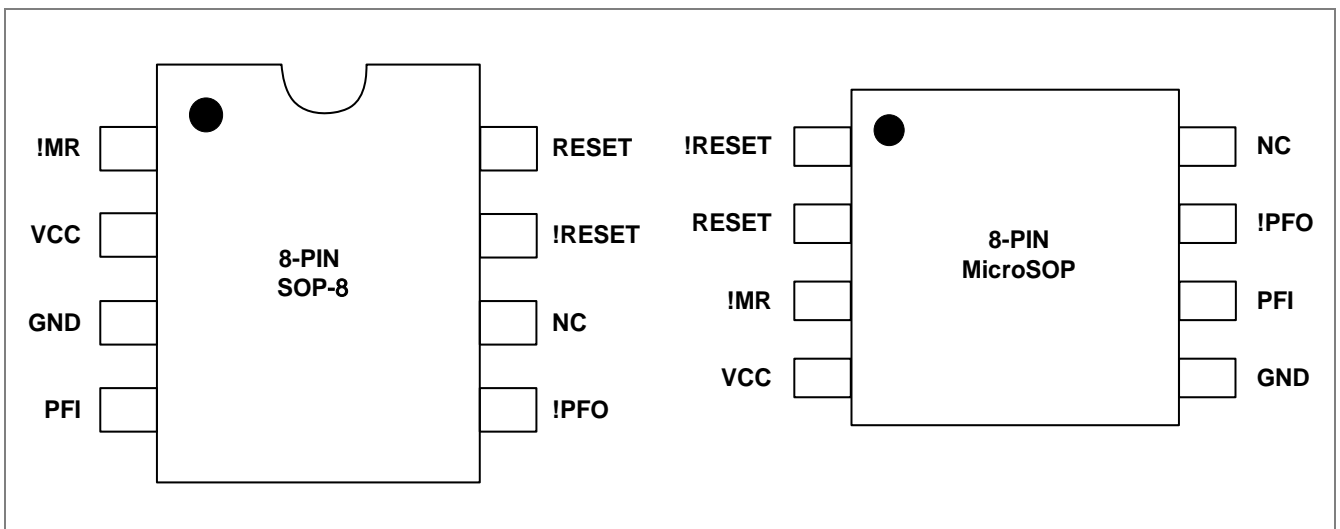 !MR
VCC
GND
PFI
8-PIN
SOP-8
RESET
!RESET
NC
!PFO
!RESET
RESET
!MR
VCC
8-PIN
MicroSOP
NC
!PFO
PFI
GND